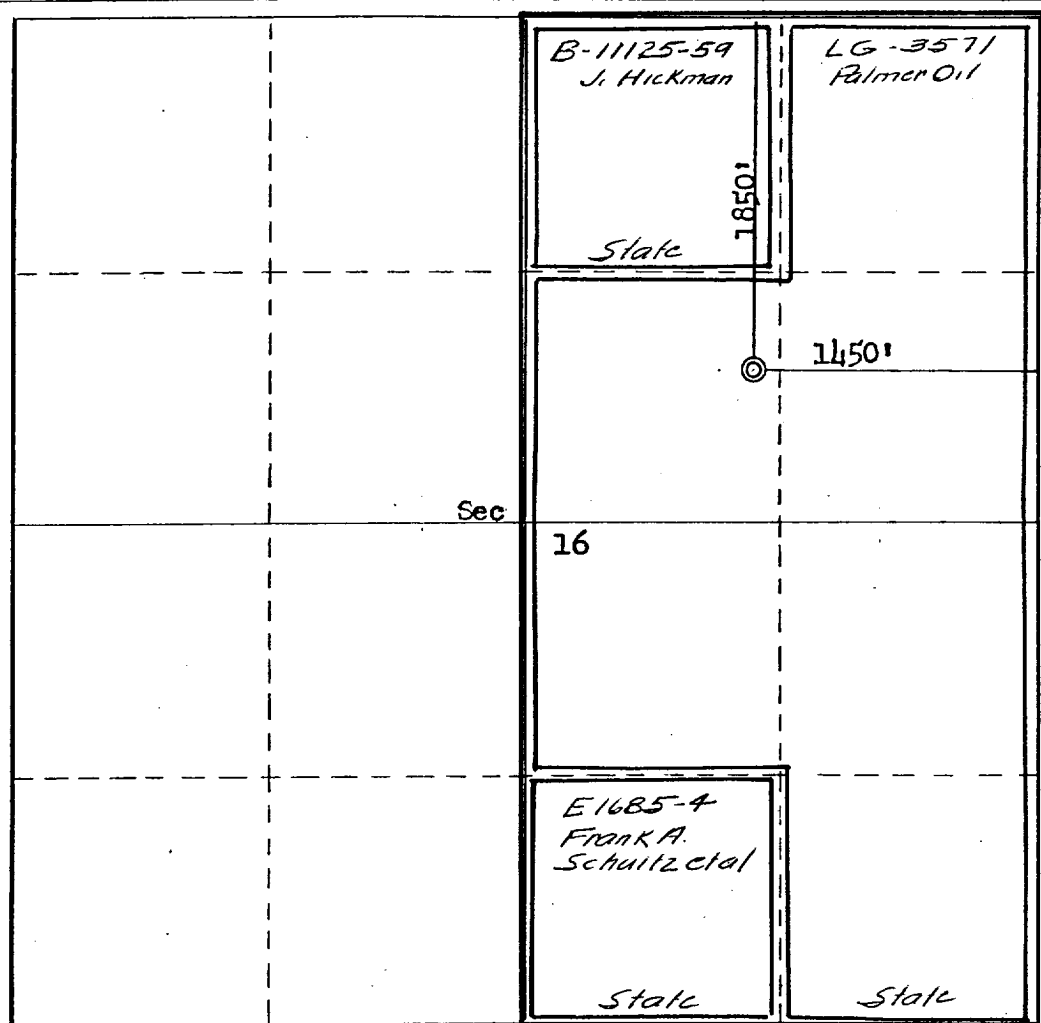 B-11125-59
J. Hickman
State
LG-3571
Palmer Oil
1850'
1450'
Sec
16
E1685-4
Frank A.
Schultz etal
State
State